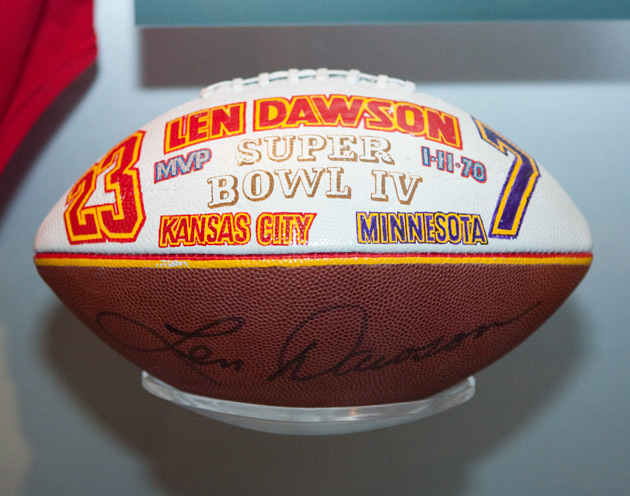 LEN DAWSON
23 MVP SUPER 1·11·70 7
BOWL IV
KANSAS CITY MINNESOTA
Len Dawson